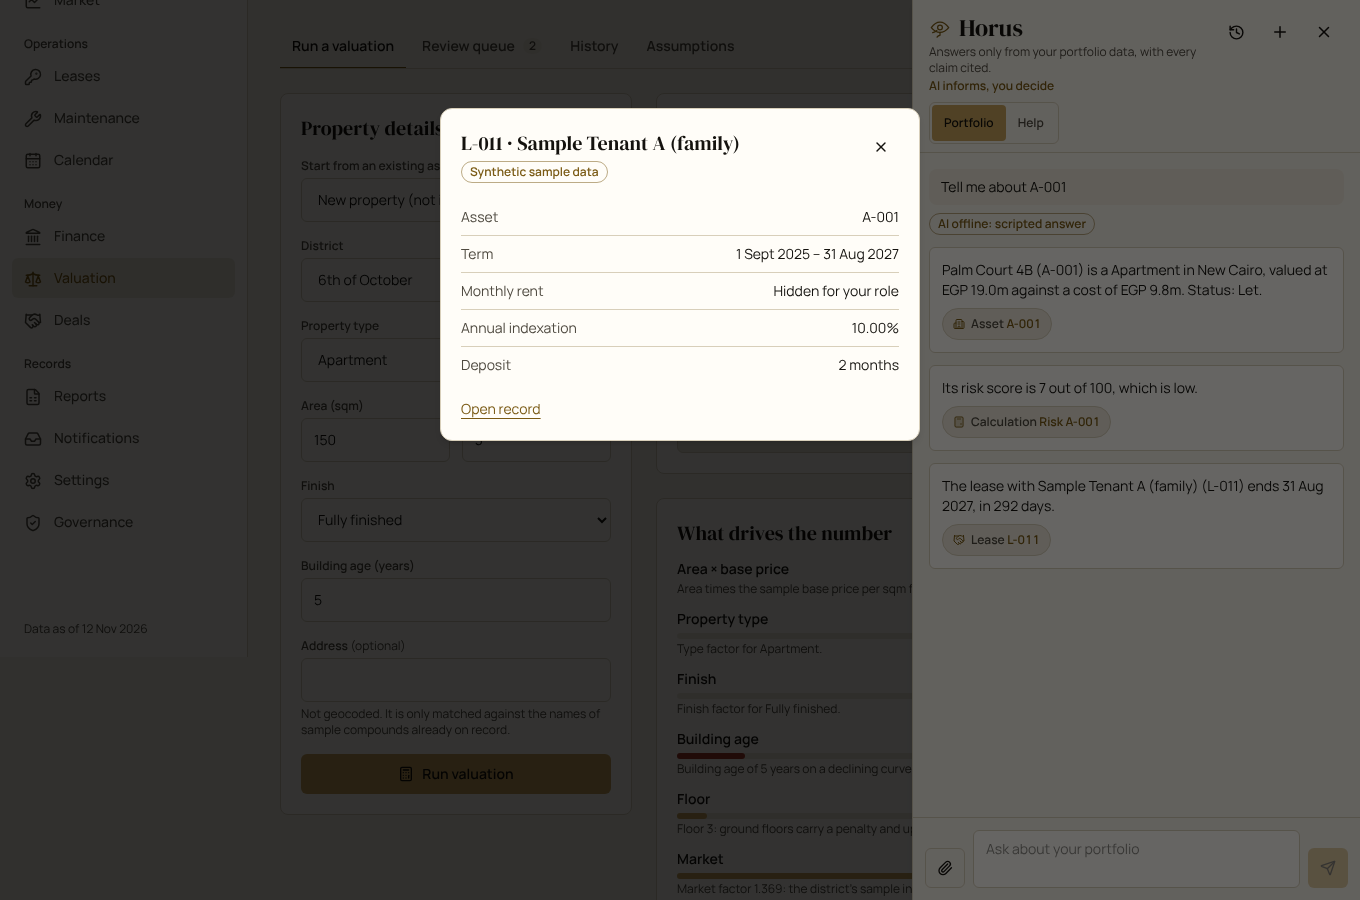 Market
Operations
Leases
Maintenance
Calendar
Money
Finance
Valuation
Deals
Records
Reports
Notifications
Settings
Governance
Data as of 12 Nov 2026
Run a valuation
Review queue 2
History
Assumptions
Property details
Start from an existing as
New property (not
District
6th of October
Property type
Apartment
Area (sqm)
150
Finish
Fully finished
Building age (years)
5
Address (optional)
Not geocoded. It is only matched against the names of
sample compounds already on record.
Run valuation
What drives the number
Area × base price
Area times the sample base price per sqm
Property type
Type factor for Apartment.
Finish
Finish factor for Fully finished.
Building age
Building age of 5 years on a declining curve
Floor
Floor 3: ground floors carry a penalty and
Market
Market factor 1.369: the district's sample
L-011 · Sample Tenant A (family)
Synthetic sample data
Asset A-001
Term 1 Sept 2025 – 31 Aug 2027
Monthly rent Hidden for your role
Annual indexation 10.00%
Deposit 2 months
Open record
Horus
Answers only from your portfolio data, with every
claim cited.
AI informs, you decide
Portfolio Help
Tell me about A-001
AI offline: scripted answer
Palm Court 4B (A-001) is a Apartment in New Cairo, valued at
EGP 19.0m against a cost of EGP 9.8m. Status: Let.
Asset A-001
Its risk score is 7 out of 100, which is low.
Calculation Risk A-001
The lease with Sample Tenant A (family) (L-011) ends 31 Aug
2027, in 292 days.
Lease L-011
Ask about your portfolio